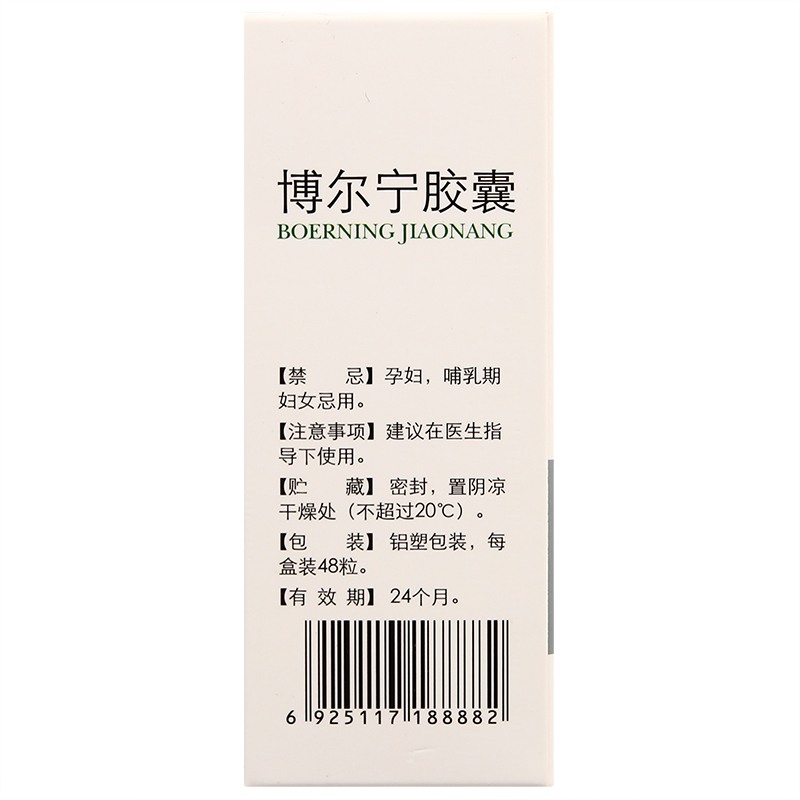 博尔宁胶囊
BOERNING JIAONANG
【禁　　忌】孕妇，哺乳期
妇女忌用。
【注意事项】建议在医生指
导下使用。
【贮　　藏】密封，置阴凉
干燥处（不超过20℃）。
【包　　装】铝塑包装，每
盒装48粒。
【有 效 期】24个月。
6 925117 188882